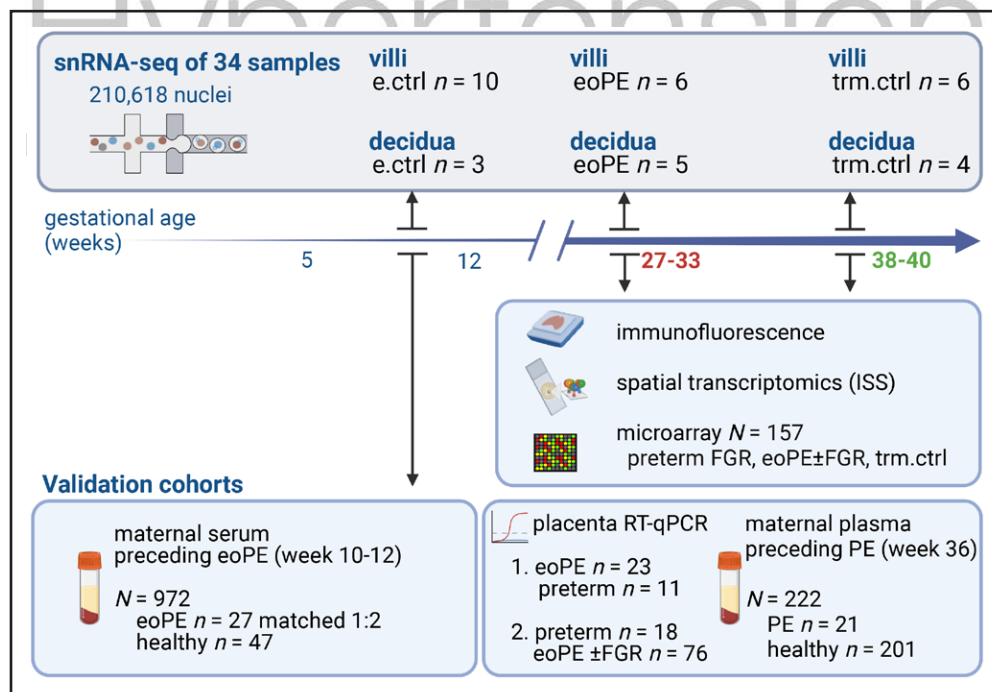 Hypertension
snRNA-seq of 34 samples
210,618 nuclei
villi
e.ctrl n = 10
decidua
e.ctrl n = 3
villi
eoPE n = 6
decidua
eoPE n = 5
villi
trm.ctrl n = 6
decidua
trm.ctrl n = 4
gestational age
(weeks)
5
12
27-33
38-40
immunofluorescence
spatial transcriptomics (ISS)
microarray N = 157
preterm FGR, eoPE±FGR, trm.ctrl
Validation cohorts
maternal serum
preceding eoPE (week 10-12)
N = 972
eoPE n = 27 matched 1:2
healthy n = 47
placenta RT-qPCR
1. eoPE n = 23
preterm n = 11
2. preterm n = 18
eoPE ±FGR n = 76
maternal plasma
preceding PE (week 36)
N = 222
PE n = 21
healthy n = 201